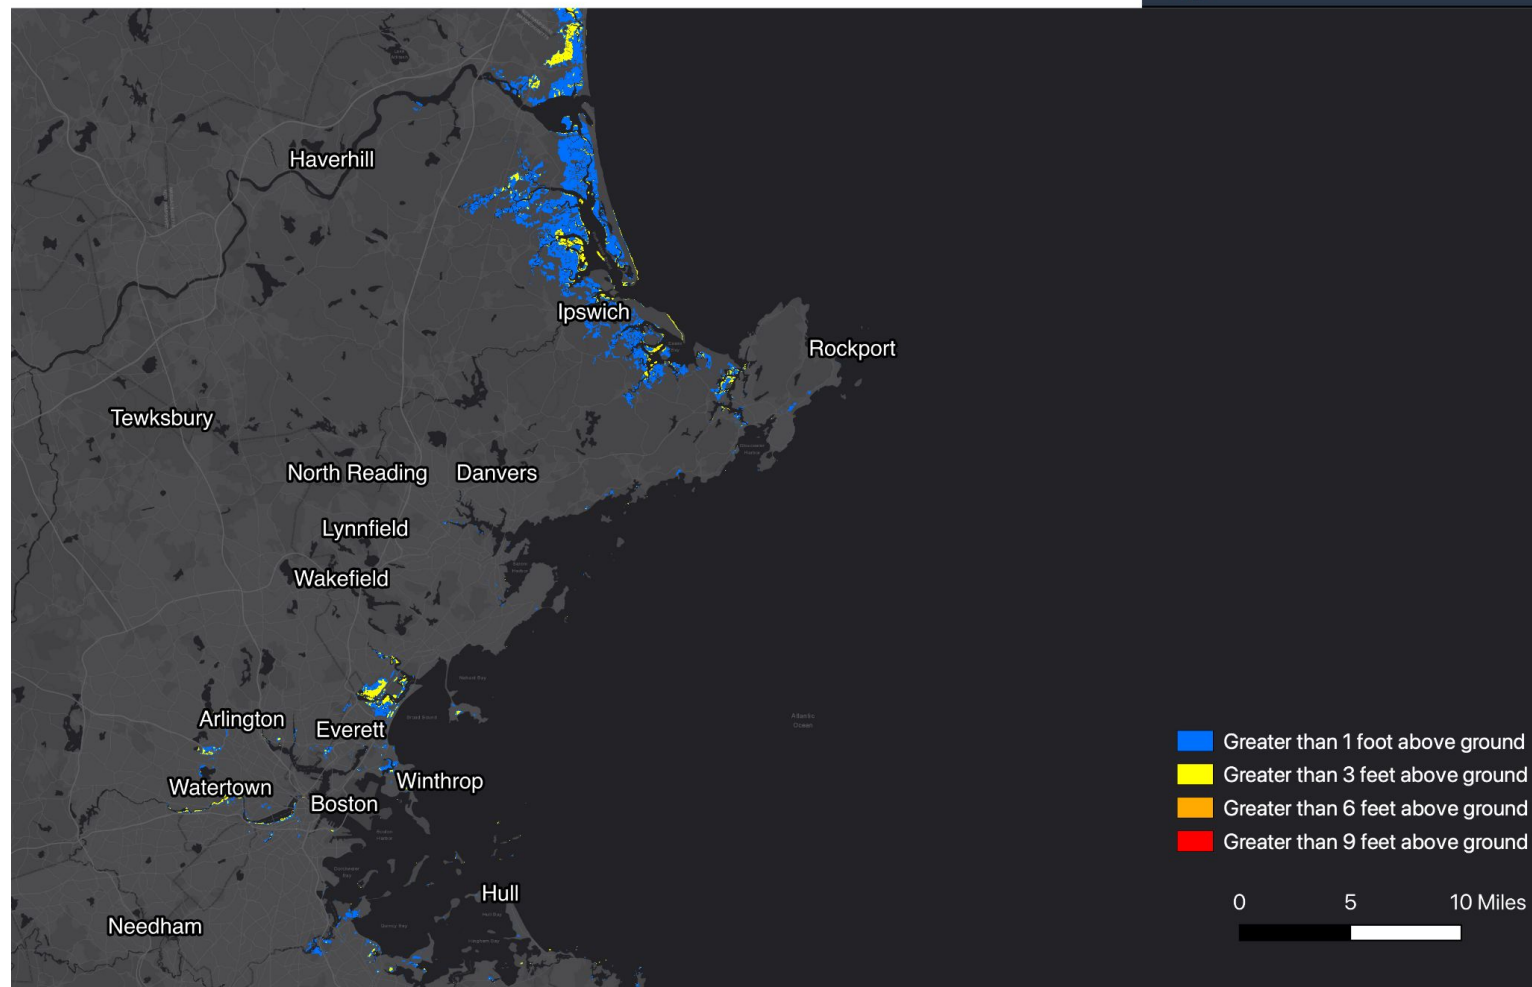 Haverhill
Ipswich
Rockport
Tewksbury
North Reading
Danvers
Lynnfield
Wakefield
Arlington
Everett
Atlantic
Ocean
Watertown
Winthrop
Boston
Hull
Needham
Greater than 1 foot above ground
Greater than 3 feet above ground
Greater than 6 feet above ground
Greater than 9 feet above ground
0 5 10 Miles